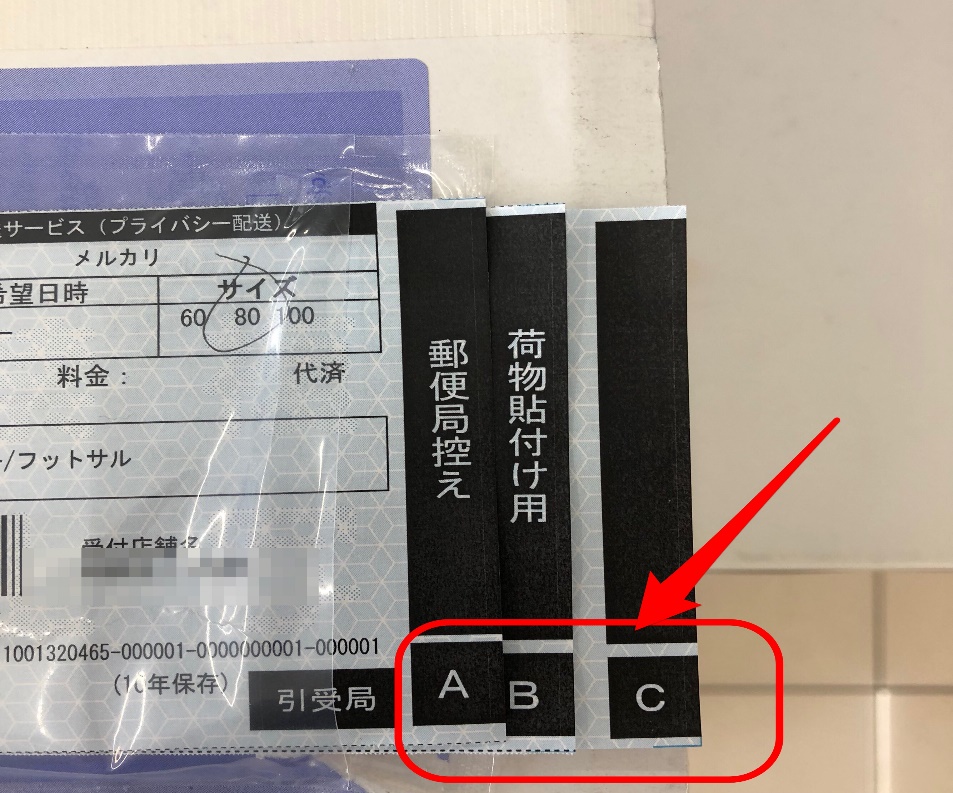 サービス（プライバシー配送）
メルカリ
希望日時
サイズ
60 80 100
料金： 代済
/フットサル
受付店舗名
1001320465-000001-0000000001-000001
(10年保存)
引受局
郵便局控え
A
荷物貼付け用
B
C